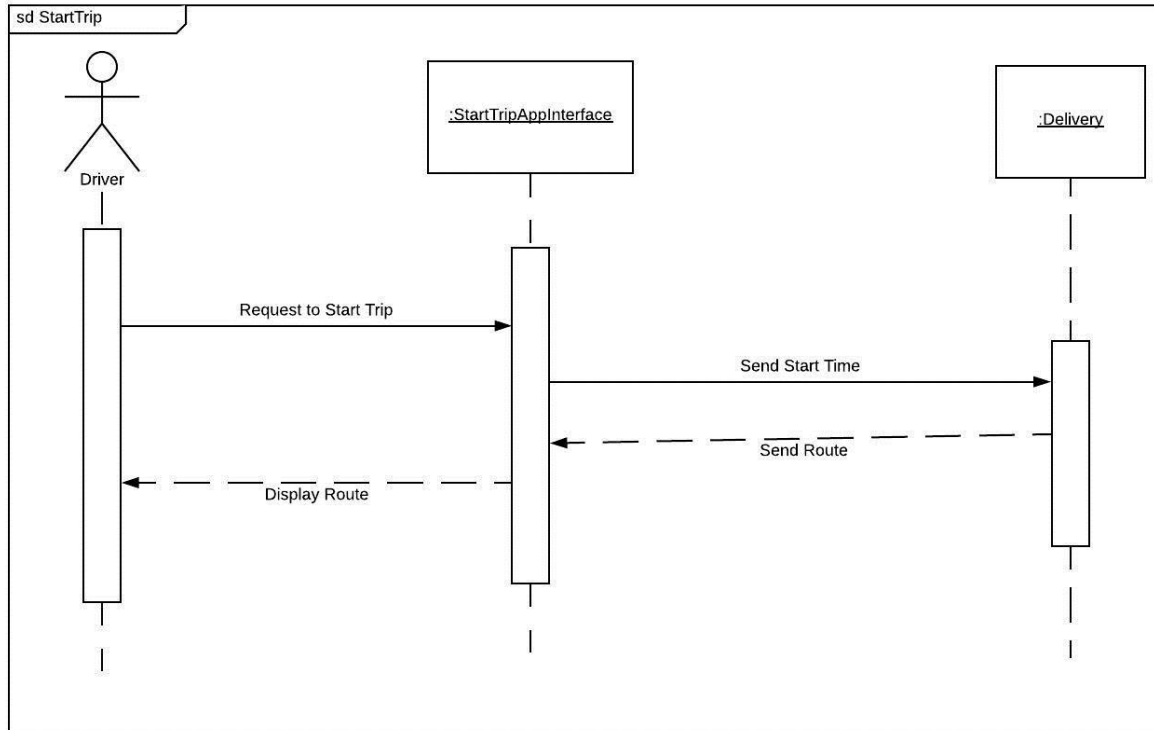 sd StartTrip
:StartTripAppInterface
:Delivery
Driver
Request to Start Trip
Send Start Time
Send Route
Display Route